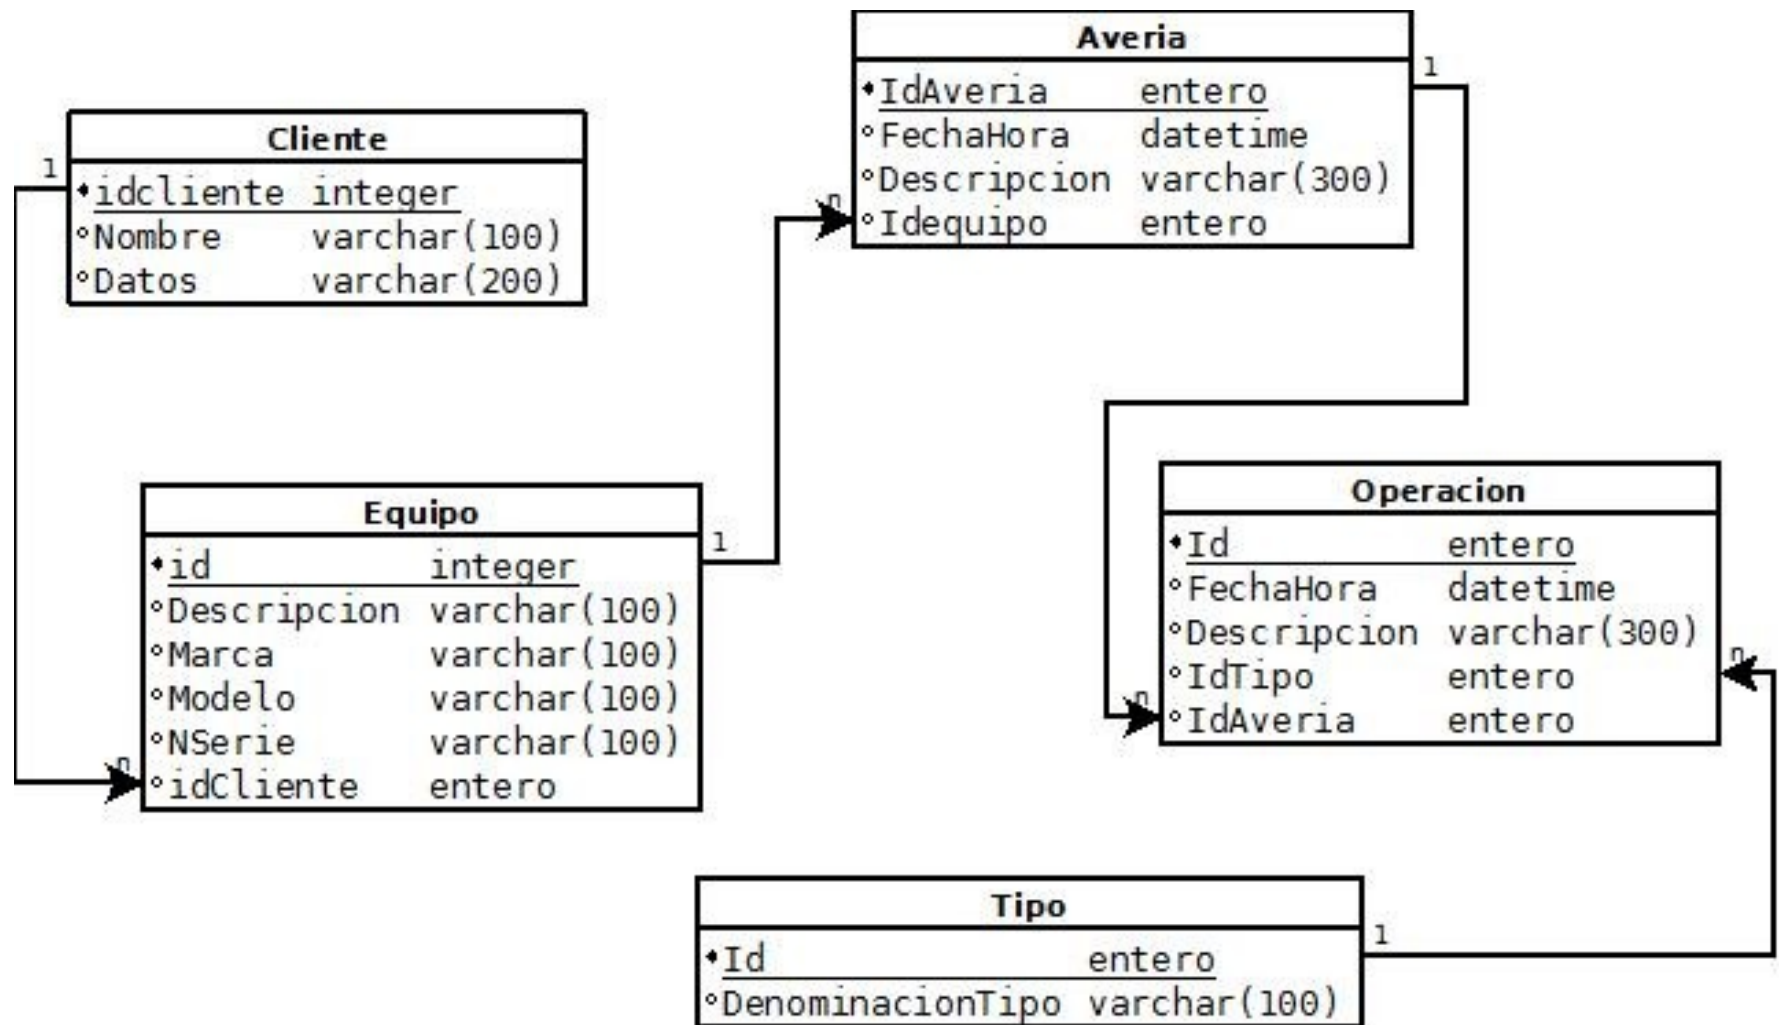 Averia
1
IdAveria entero
FechaHora datetime
Descripcion varchar(300)
n
Idequipo entero
Cliente
1
idcliente integer
Nombre varchar(100)
Datos varchar(200)
Equipo
1
id integer
Descripcion varchar(100)
Marca varchar(100)
Modelo varchar(100)
NSerie varchar(100)
n
idCliente entero
Operacion
Id entero
FechaHora datetime
Descripcion varchar(300)
n
IdTipo entero
n
IdAveria entero
Tipo
1
Id entero
DenominacionTipo varchar(100)